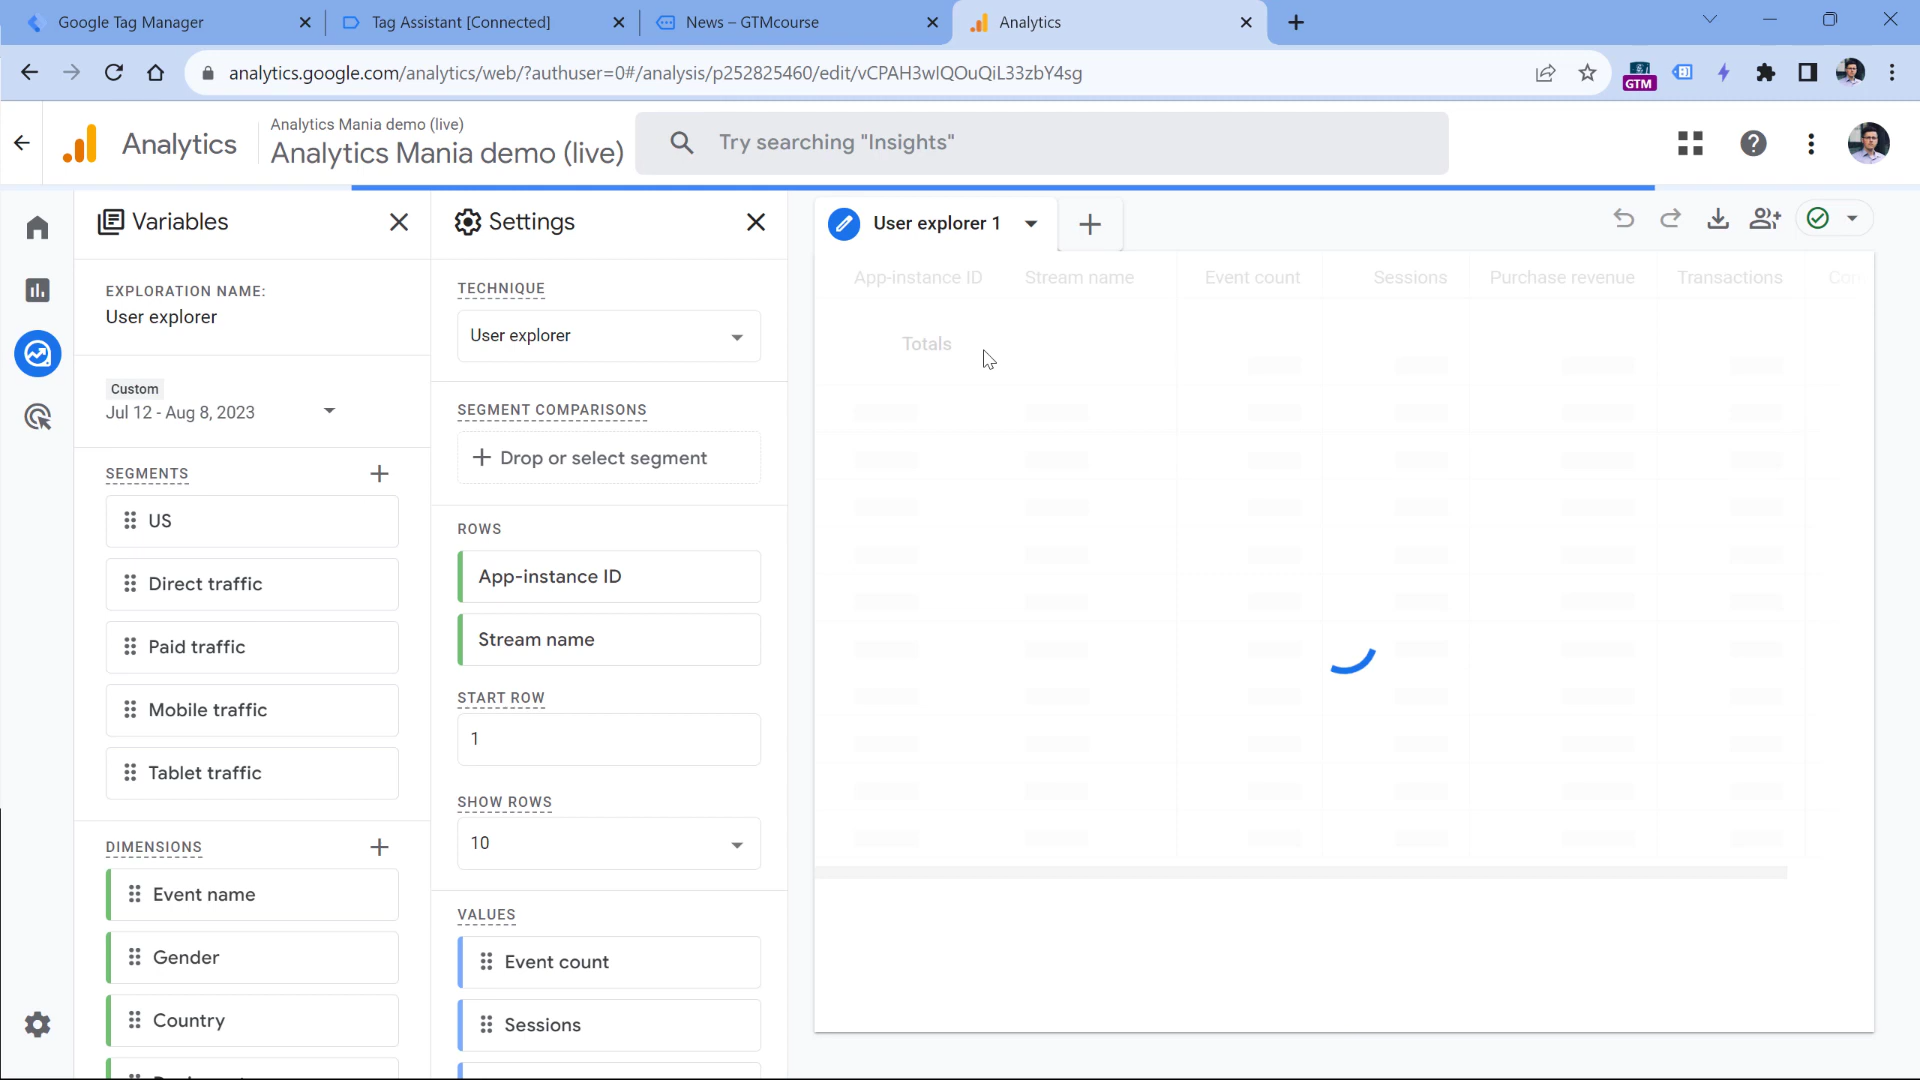 Google Tag Manager
Tag Assistant [Connected]
News – GTMcourse
Analytics
analytics.google.com/analytics/web/?authuser=0#/analysis/p252825460/edit/vCPAH3wIQOuQiL33zbY4sg
GTM
Analytics
Analytics Mania demo (live)
Analytics Mania demo (live)
Try searching "Insights"
Variables
EXPLORATION NAME:
User explorer
Custom
Jul 12 - Aug 8, 2023
SEGMENTS
US
Direct traffic
Paid traffic
Mobile traffic
Tablet traffic
DIMENSIONS
Event name
Gender
Country
Settings
TECHNIQUE
User explorer
SEGMENT COMPARISONS
Drop or select segment
ROWS
App-instance ID
Stream name
START ROW
1
SHOW ROWS
10
VALUES
Event count
Sessions
User explorer 1
App-instance ID Stream name Event count Sessions Purchase revenue Transactions
Totals